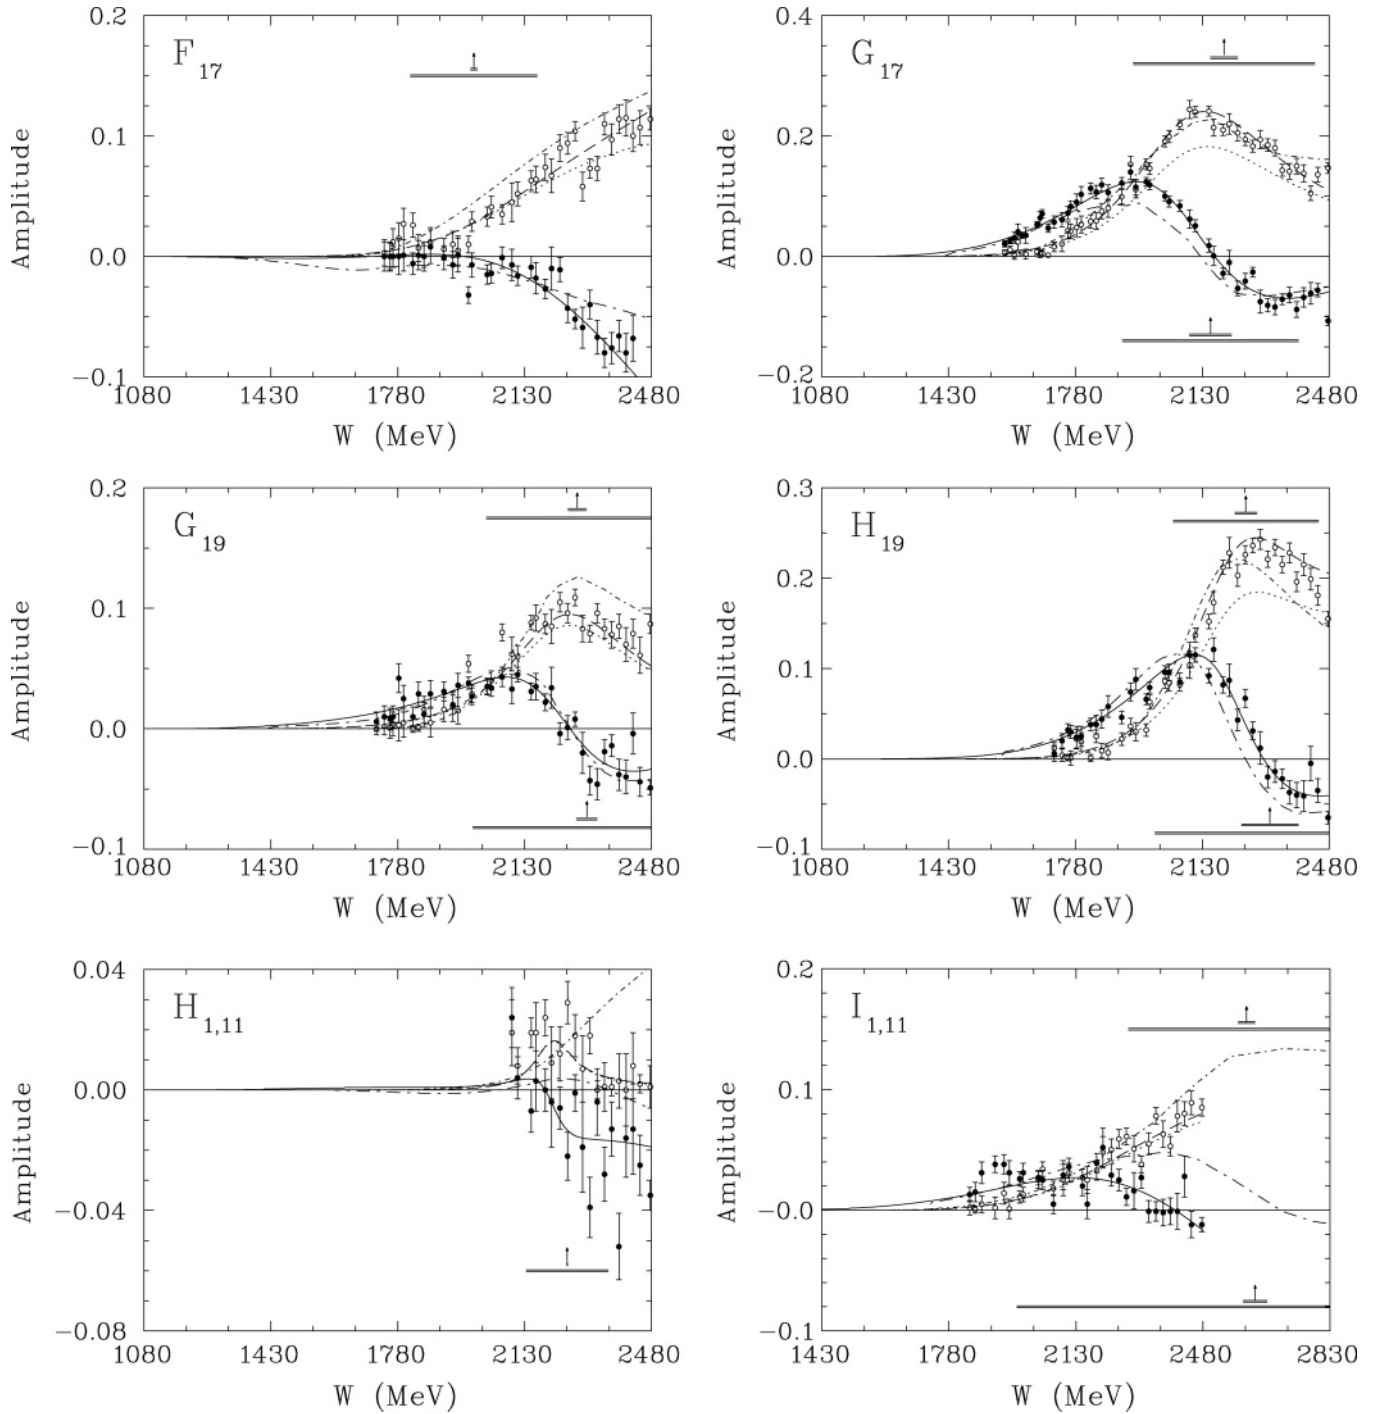 F17
Amplitude
0.2
0.1
0.0
−0.1
1080 1430 1780 2130 2480
W (MeV)
G17
Amplitude
0.4
0.2
0.0
−0.2
1080 1430 1780 2130 2480
W (MeV)
G19
Amplitude
0.2
0.1
0.0
−0.1
1080 1430 1780 2130 2480
W (MeV)
H19
Amplitude
0.3
0.2
0.1
0.0
−0.1
1080 1430 1780 2130 2480
W (MeV)
H1,11
Amplitude
0.04
0.00
−0.04
−0.08
1080 1430 1780 2130 2480
W (MeV)
I1,11
Amplitude
0.2
0.1
−0.0
−0.1
1430 1780 2130 2480 2830
W (MeV)